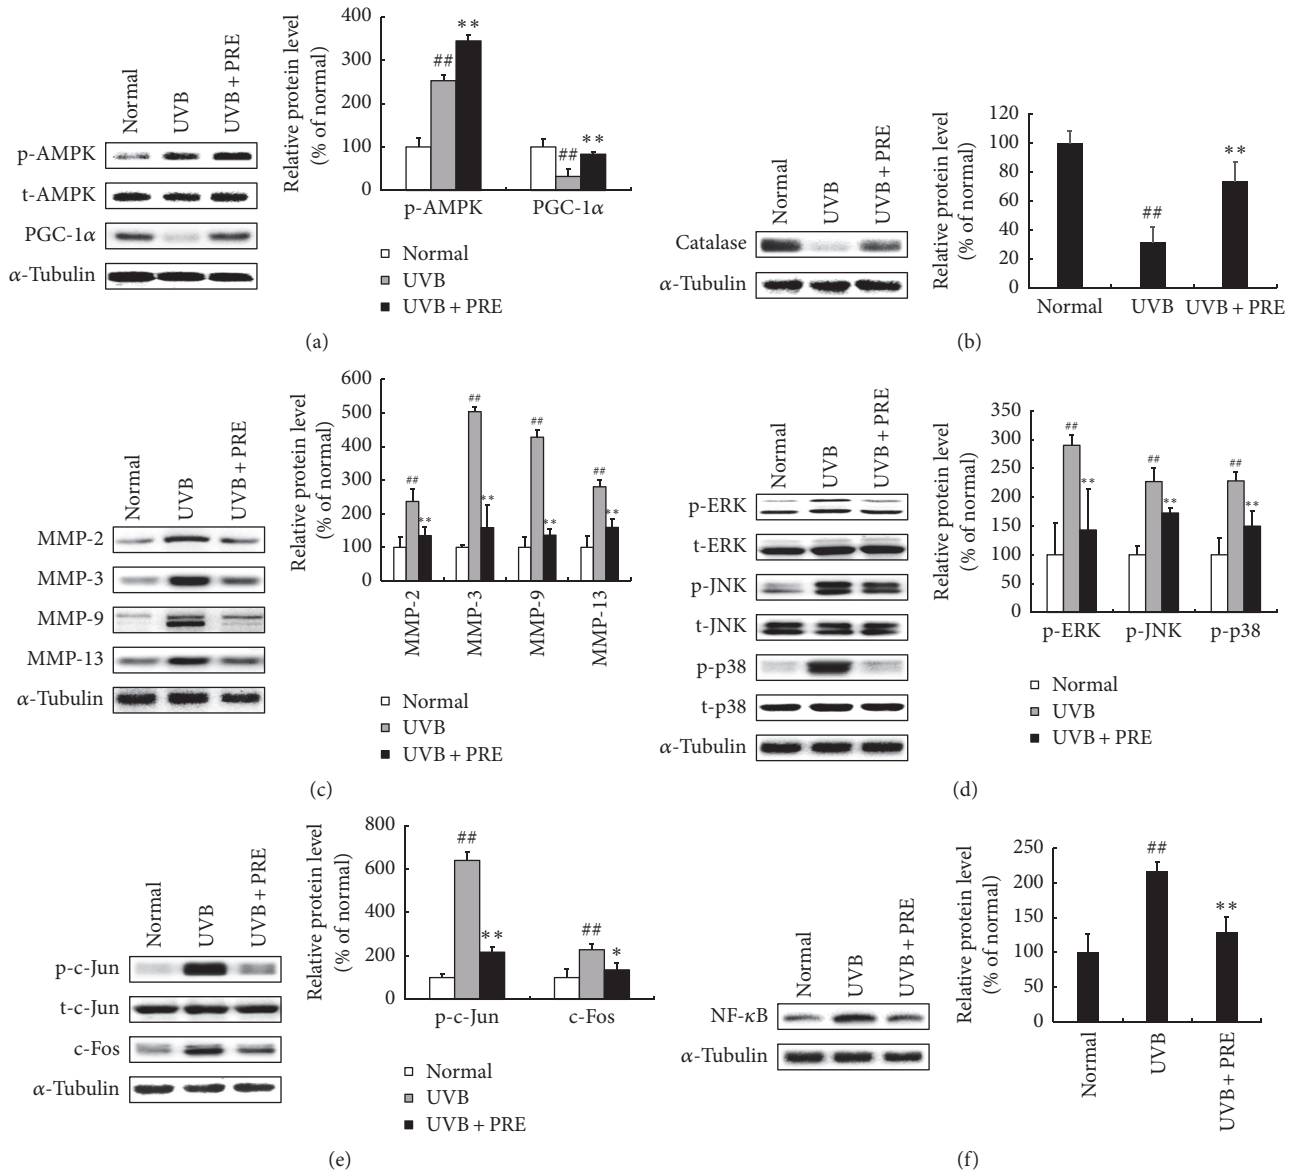 Normal
UVB
UVB + PRE
p-AMPK
t-AMPK
PGC-1α
α-Tubulin
Relative protein level
(% of normal)
400
300
200
100
0
##
**
##
**
p-AMPK
PGC-1α
Normal
UVB
UVB + PRE
(a)
Normal
UVB
UVB + PRE
Catalase
α-Tubulin
Relative protein level
(% of normal)
120
100
80
60
40
20
0
##
**
Normal
UVB
UVB + PRE
(b)
Normal
UVB
UVB + PRE
MMP-2
MMP-3
MMP-9
MMP-13
α-Tubulin
Relative protein level
(% of normal)
600
500
400
300
200
100
0
##
**
##
**
##
**
##
**
MMP-2
MMP-3
MMP-9
MMP-13
Normal
UVB
UVB + PRE
(c)
Normal
UVB
UVB + PRE
p-ERK
t-ERK
p-JNK
t-JNK
p-p38
t-p38
α-Tubulin
Relative protein level
(% of normal)
350
300
250
200
150
100
50
0
##
**
##
**
##
**
p-ERK
p-JNK
p-p38
Normal
UVB
UVB + PRE
(d)
Normal
UVB
UVB + PRE
p-c-Jun
t-c-Jun
c-Fos
α-Tubulin
Relative protein level
(% of normal)
800
600
400
200
0
##
**
##
*
p-c-Jun
c-Fos
Normal
UVB
UVB + PRE
(e)
Normal
UVB
UVB + PRE
NF-κB
α-Tubulin
Relative protein level
(% of normal)
250
200
150
100
50
0
##
**
Normal
UVB
UVB + PRE
(f)